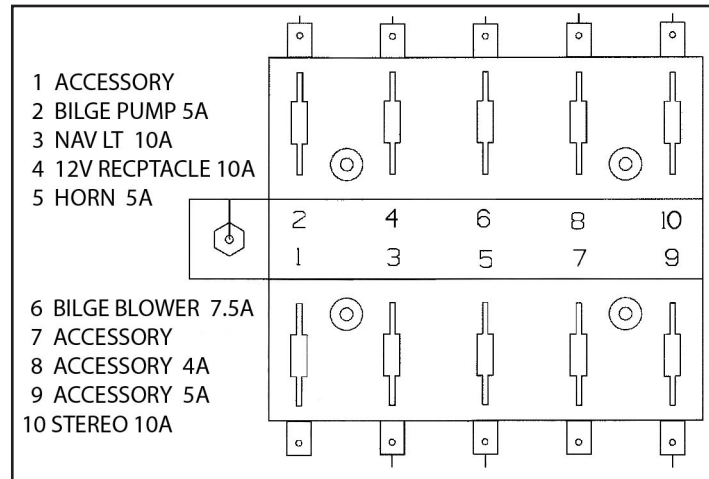 1 ACCESSORY
2 BILGE PUMP 5A
3 NAV LT 10A
4 12V RECPTACLE 10A
5 HORN 5A
2 4 6 8 10
1 3 5 7 9
6 BILGE BLOWER 7.5A
7 ACCESSORY
8 ACCESSORY 4A
9 ACCESSORY 5A
10 STEREO 10A